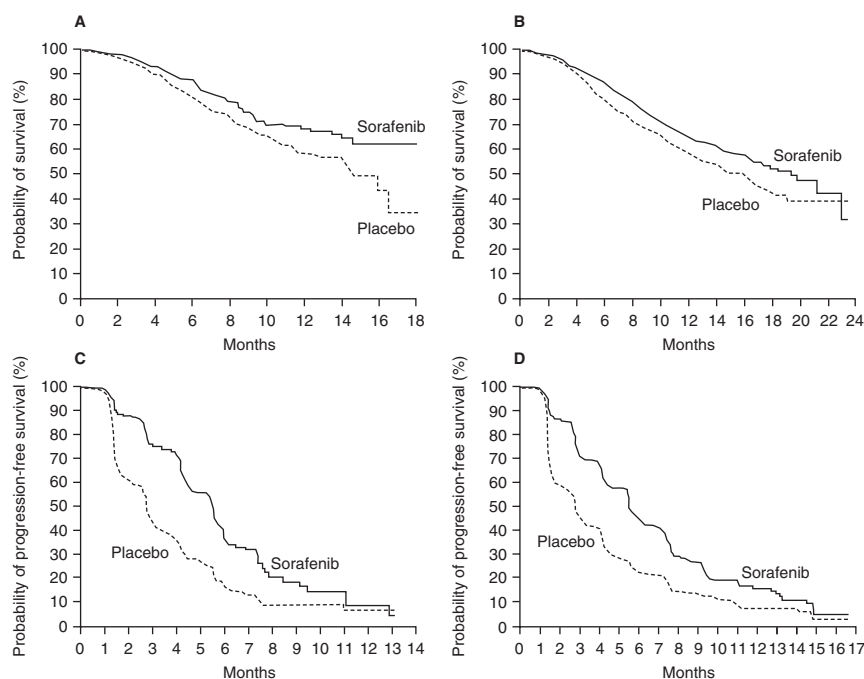 A
Probability of survival (%)
100
90
80
70
60
50
40
30
20
10
0
Sorafenib
Placebo
0 2 4 6 8 10 12 14 16 18
Months
B
Probability of survival (%)
100
90
80
70
60
50
40
30
20
10
0
Sorafenib
Placebo
0 2 4 6 8 10 12 14 16 18 20 22 24
Months
C
Probability of progression-free survival (%)
100
90
80
70
60
50
40
30
20
10
0
Placebo
Sorafenib
0 1 2 3 4 5 6 7 8 9 10 11 12 13 14
Months
D
Probability of progression-free survival (%)
100
90
80
70
60
50
40
30
20
10
0
Placebo
Sorafenib
0 1 2 3 4 5 6 7 8 9 10 11 12 13 14 15 16 17
Months